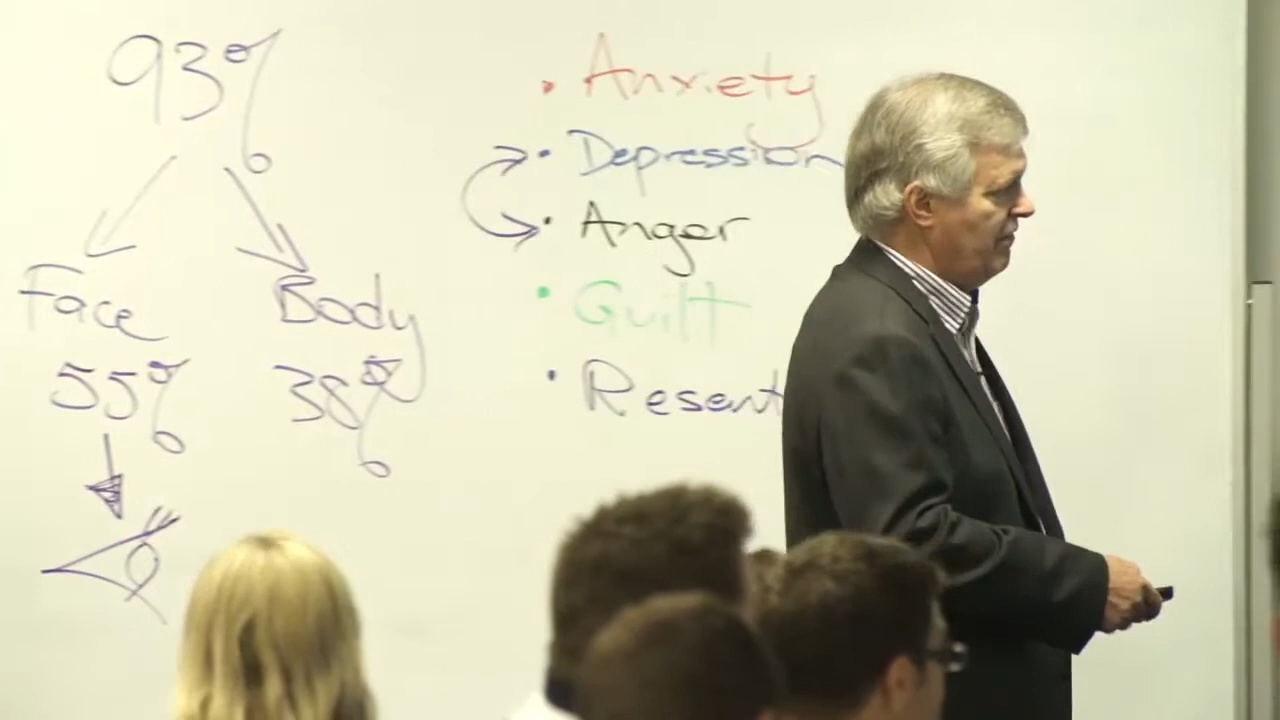 93%
Face
Body
55%
38%
• Anxiety
• Depression
• Anger
• Guilt
• Resent